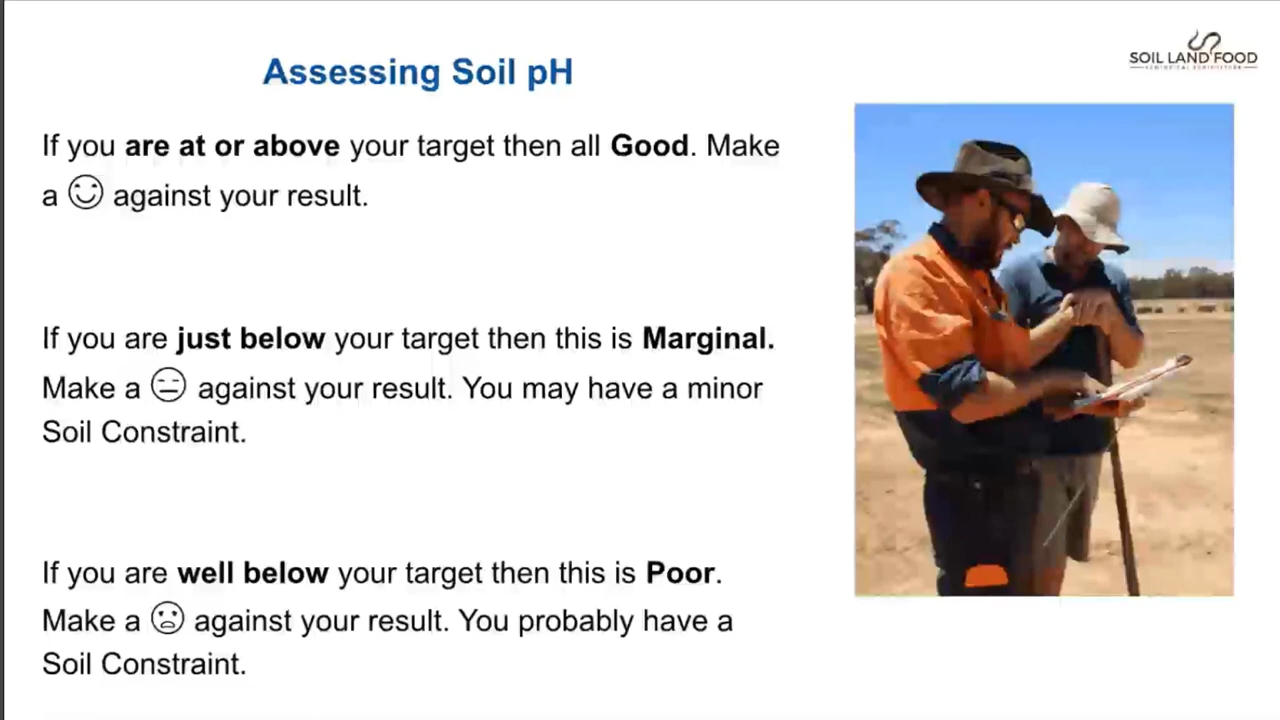 SOIL LAND FOOD
Assessing Soil pH
If you are at or above your target then all Good. Make
a 🙂 against your result.
If you are just below your target then this is Marginal.
Make a 😑 against your result. You may have a minor
Soil Constraint.
If you are well below your target then this is Poor.
Make a ☹ against your result. You probably have a
Soil Constraint.